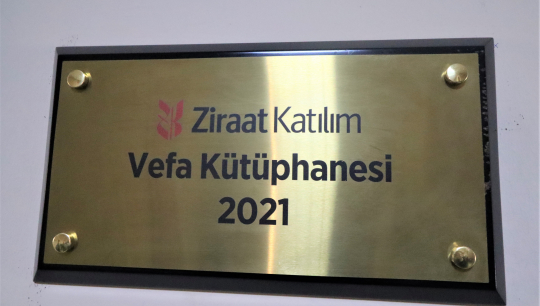 Ziraat Katılım
Vefa Kütüphanesi
2021